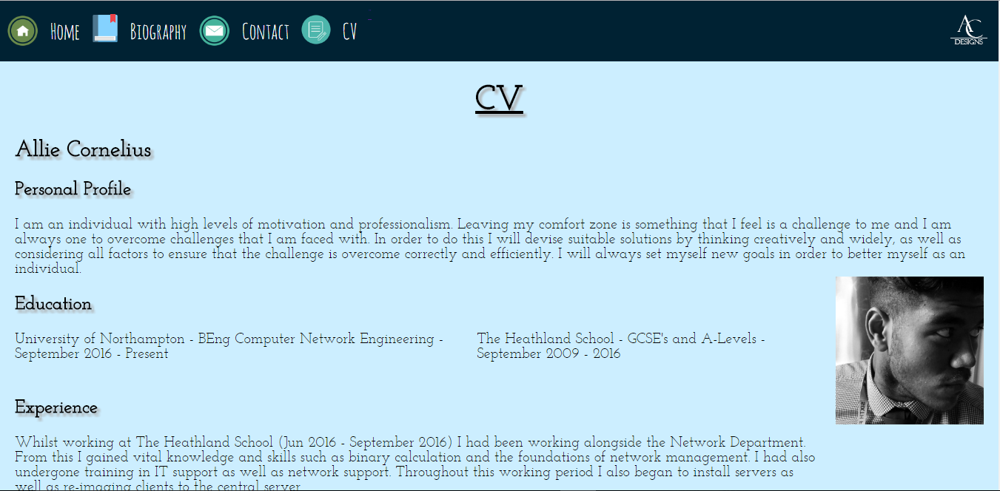 Home Biography Contact CV
AC
DESIGNS
CV
Allie Cornelius
Personal Profile
I am an individual with high levels of motivation and professionalism. Leaving my comfort zone is something that I feel is a challenge to me and I am
always one to overcome challenges that I am faced with. In order to do this I will devise suitable solutions by thinking creatively and widely, as well as
considering all factors to ensure that the challenge is overcome correctly and efficiently. I will always set myself new goals in order to better myself as an
individual.
Education
University of Northampton - BEng Computer Network Engineering -
September 2016 - Present
The Heathland School - GCSE's and A-Levels -
September 2009 - 2016
Experience
Whilst working at The Heathland School (Jun 2016 - September 2016) I had been working alongside the Network Department.
From this I gained vital knowledge and skills such as binary calculation and the foundations of network management. I had also
undergone training in IT support as well as network support. Throughout this working period I also began to install servers as
well as re-imaging clients to the central server.